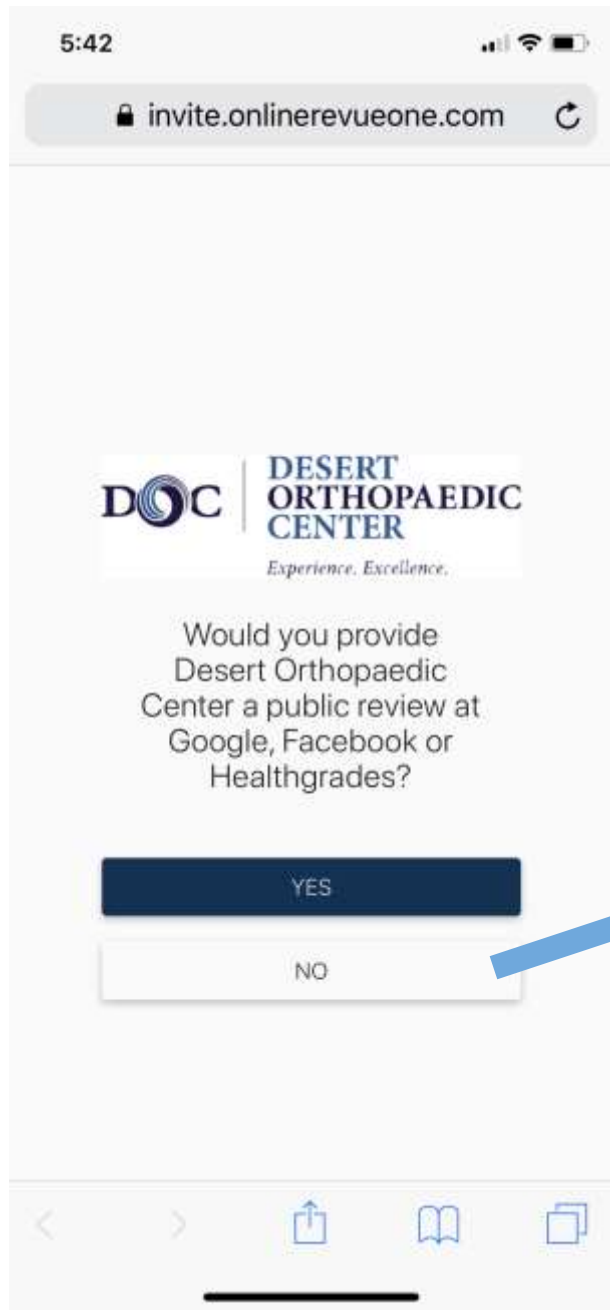 5:42
invite.onlinerevueone.com
DOC
DESERT
ORTHOPAEDIC
CENTER
Experience. Excellence.
Would you provide
Desert Orthopaedic
Center a public review at
Google, Facebook or
Healthgrades?
YES
NO